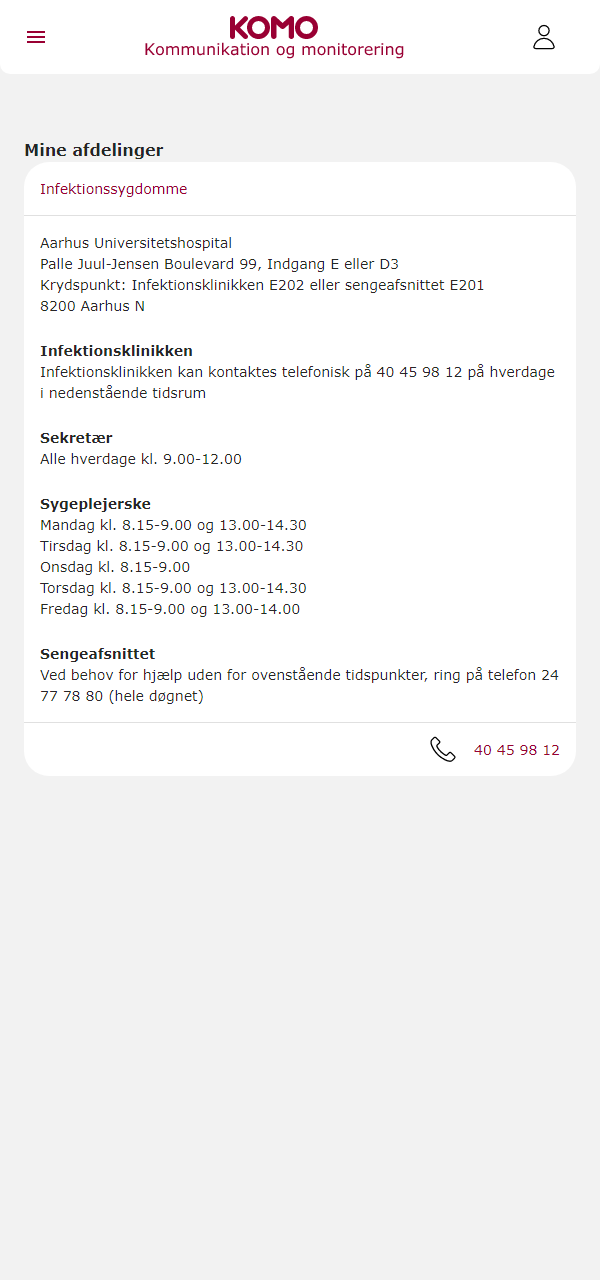 KOMO
Kommunikation og monitorering
Mine afdelinger
Infektionssygdomme
Aarhus Universitetshospital
Palle Juul-Jensen Boulevard 99, Indgang E eller D3
Krydspunkt: Infektionsklinikken E202 eller sengeafsnittet E201
8200 Aarhus N
Infektionsklinikken
Infektionsklinikken kan kontaktes telefonisk på 40 45 98 12 på hverdage
i nedenstående tidsrum
Sekretær
Alle hverdage kl. 9.00-12.00
Sygeplejerske
Mandag kl. 8.15-9.00 og 13.00-14.30
Tirsdag kl. 8.15-9.00 og 13.00-14.30
Onsdag kl. 8.15-9.00
Torsdag kl. 8.15-9.00 og 13.00-14.30
Fredag kl. 8.15-9.00 og 13.00-14.00
Sengeafsnittet
Ved behov for hjælp uden for ovenstående tidspunkter, ring på telefon 24
77 78 80 (hele døgnet)
40 45 98 12